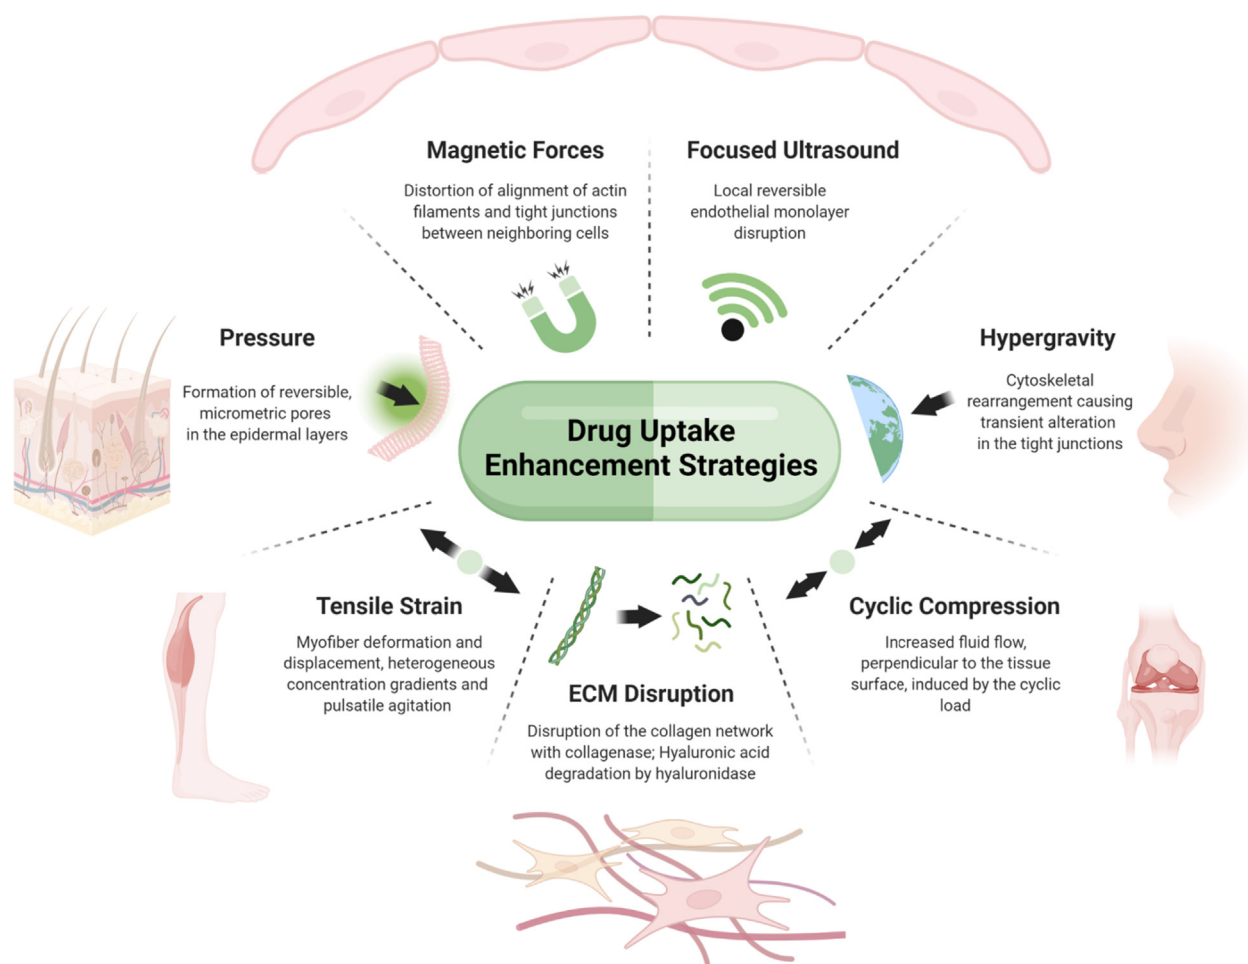 Magnetic Forces
Distortion of alignment of actin
filaments and tight junctions
between neighboring cells
Focused Ultrasound
Local reversible
endothelial monolayer
disruption
Pressure
Formation of reversible,
micrometric pores
in the epidermal layers
Hypergravity
Cytoskeletal
rearrangement causing
transient alteration
in the tight junctions
Drug Uptake
Enhancement Strategies
Tensile Strain
Myofiber deformation and
displacement, heterogeneous
concentration gradients and
pulsatile agitation
ECM Disruption
Disruption of the collagen network
with collagenase; Hyaluronic acid
degradation by hyaluronidase
Cyclic Compression
Increased fluid flow,
perpendicular to the tissue
surface, induced by the cyclic
load